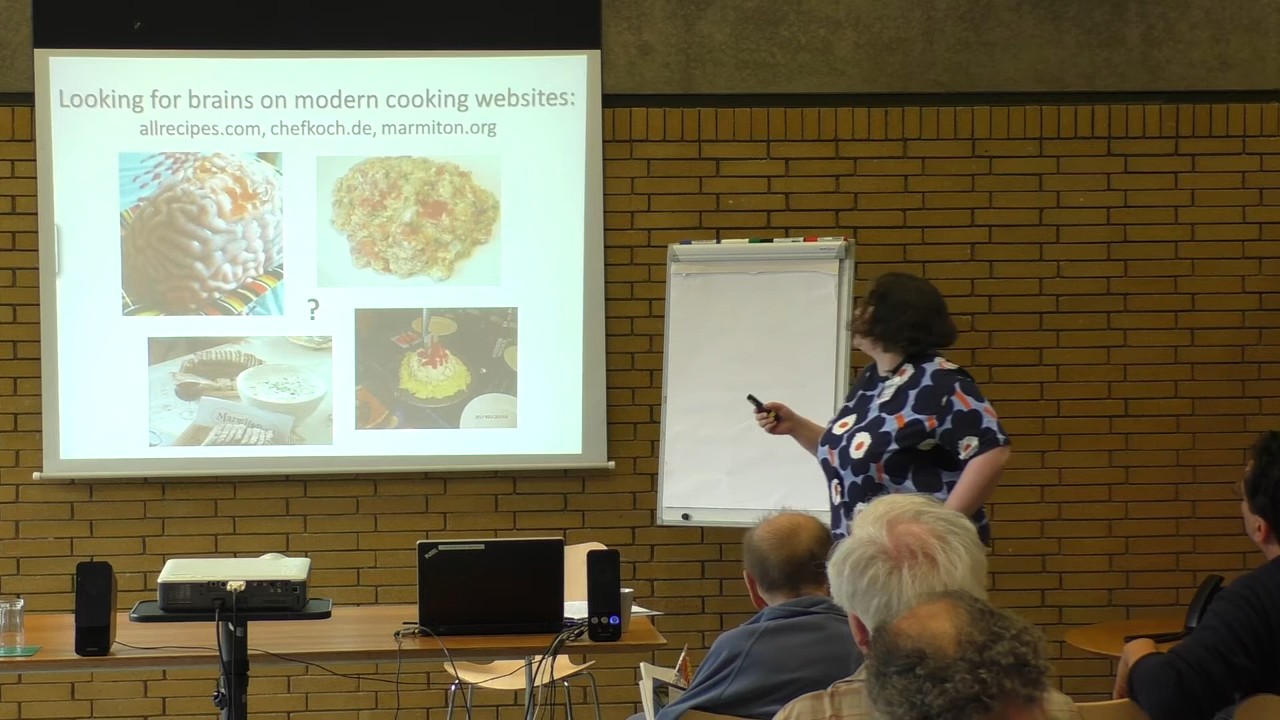 Looking for brains on modern cooking websites:
allrecipes.com, chefkoch.de, marmiton.org
?